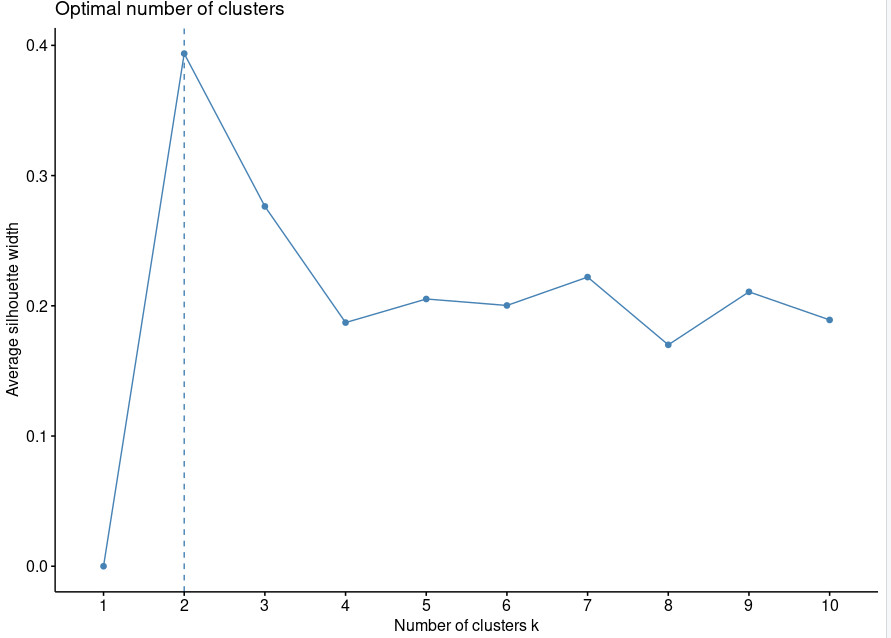 Optimal number of clusters
0.4
0.3
0.2
0.1
0.0
Average silhouette width
1 2 3 4 5 6 7 8 9 10
Number of clusters k